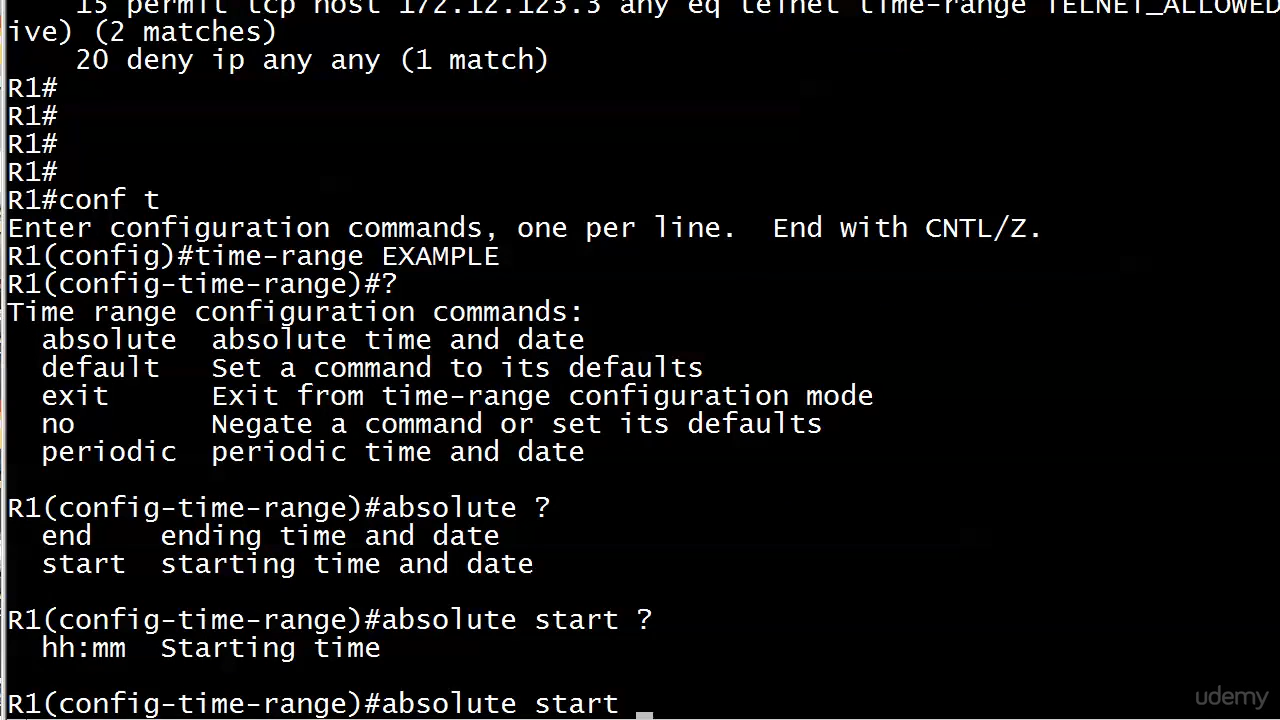 15 permit tcp host 172.12.123.3 any eq telnet time-range TELNET_ALLOWED
ive) (2 matches)
20 deny ip any any (1 match)
R1#
R1#
R1#
R1#
R1#conf t
Enter configuration commands, one per line.  End with CNTL/Z.
R1(config)#time-range EXAMPLE
R1(config-time-range)#?
Time range configuration commands:
absolute  absolute time and date
default   Set a command to its defaults
exit      Exit from time-range configuration mode
no        Negate a command or set its defaults
periodic  periodic time and date
R1(config-time-range)#absolute ?
end    ending time and date
start  starting time and date
R1(config-time-range)#absolute start ?
hh:mm  Starting time
R1(config-time-range)#absolute start
udemy